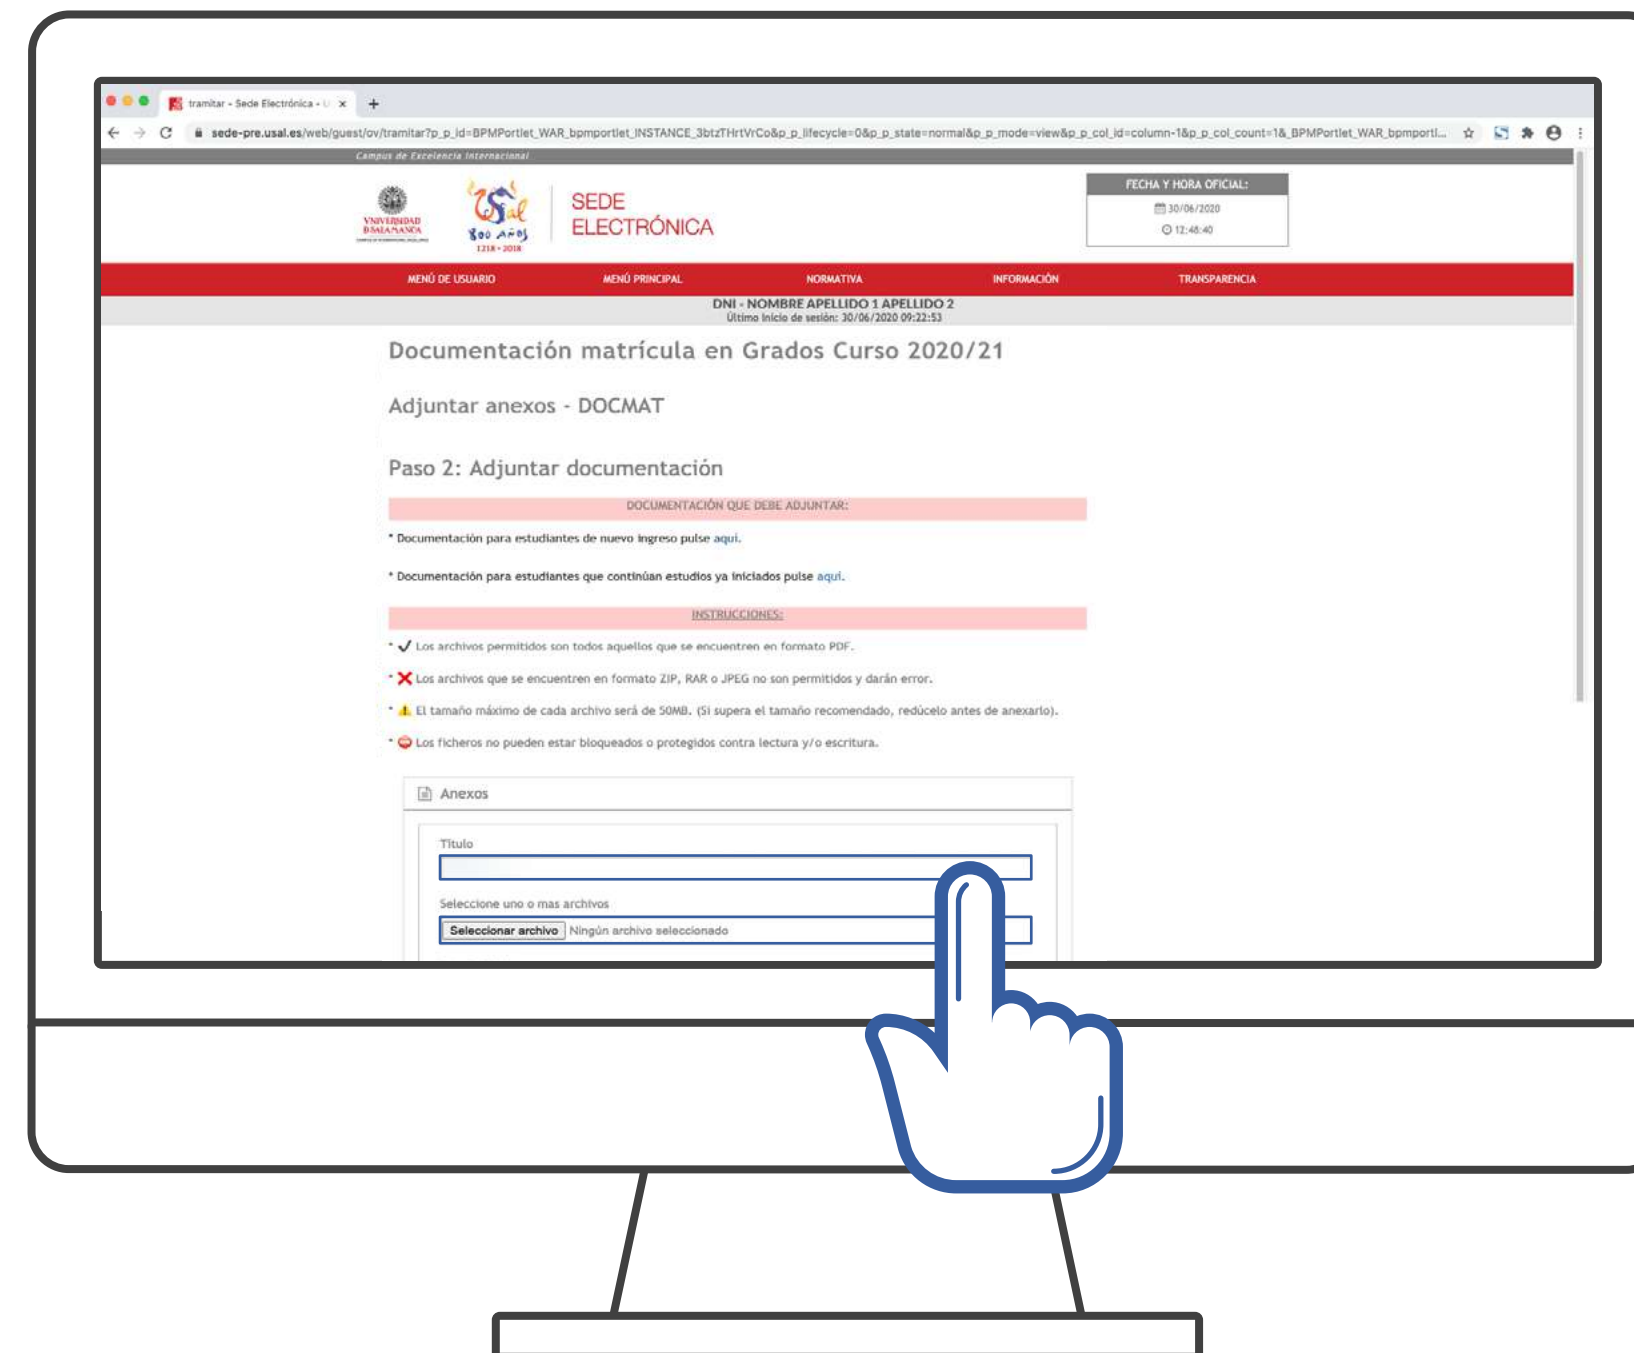 tramitar - Sede Electrónica - U
sede-pre.usal.es/web/guest/ov/tramitar?p_p_id=BPMPortlet_WAR_bpmportlet_INSTANCE_3btzTHrtVrCo&p_p_lifecycle=0&p_p_state=normal&p_p_mode=view&p_p_col_id=column-1&p_p_col_count=1&_BPMPortlet_WAR_bpmportl...
Campus de Excelencia Internacional
VNIVERSIDAD
D SALAMANCA
Usal
800 AÑOS
1218 - 2018
SEDE
ELECTRÓNICA
FECHA Y HORA OFICIAL:
30/06/2020
12:48:40
MENÚ DE USUARIO MENÚ PRINCIPAL NORMATIVA INFORMACIÓN TRANSPARENCIA
DNI - NOMBRE APELLIDO 1 APELLIDO 2
Último inicio de sesión: 30/06/2020 09:22:53
Documentación matrícula en Grados Curso 2020/21
Adjuntar anexos - DOCMAT
Paso 2: Adjuntar documentación
DOCUMENTACIÓN QUE DEBE ADJUNTAR:
* Documentación para estudiantes de nuevo ingreso pulse aquí.
* Documentación para estudiantes que continúan estudios ya iniciados pulse aquí.
INSTRUCCIONES:
* ✔ Los archivos permitidos son todos aquellos que se encuentren en formato PDF.
* ❌ Los archivos que se encuentren en formato ZIP, RAR o JPEG no son permitidos y darán error.
* ⚠ El tamaño máximo de cada archivo será de 50MB. (Si supera el tamaño recomendado, redúcelo antes de anexarlo).
* ⛔ Los ficheros no pueden estar bloqueados o protegidos contra lectura y/o escritura.
Anexos
Título
Seleccione uno o mas archivos
Seleccionar archivo Ningún archivo seleccionado